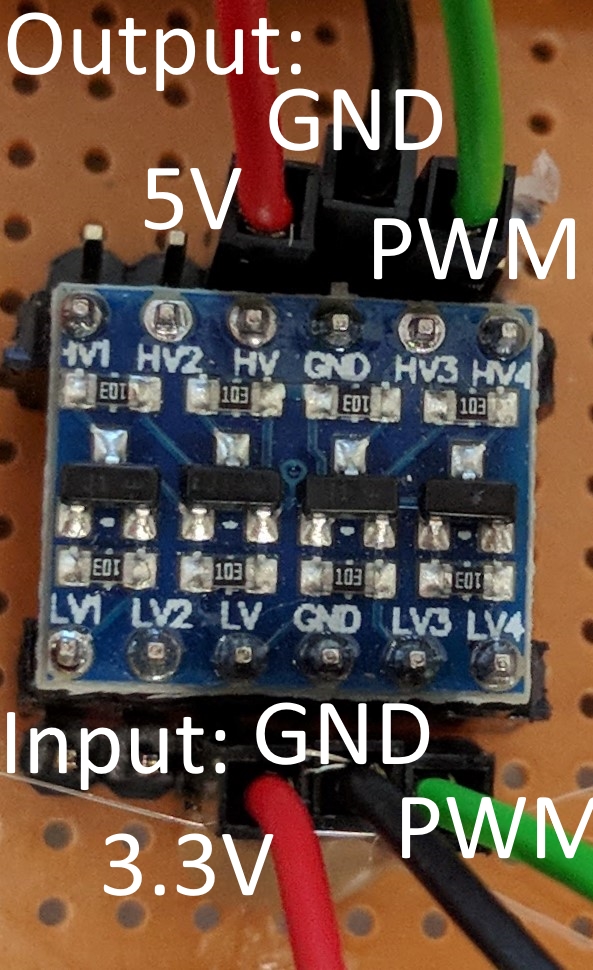 Output:
GND
5V
PWM
HV1 HV2 HV GND HV3 HV4
103 103 103 103
103 103 103 103
LV1 LV2 LV GND LV3 LV4
Input: GND
PWM
3.3V